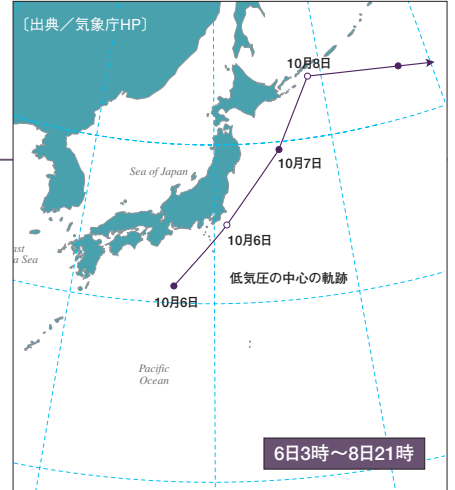 〔出典／気象庁HP〕
10月8日
10月7日
Sea of Japan
10月6日
ast
a Sea
低気圧の中心の軌跡
10月6日
Pacific
Ocean
6日3時～8日21時